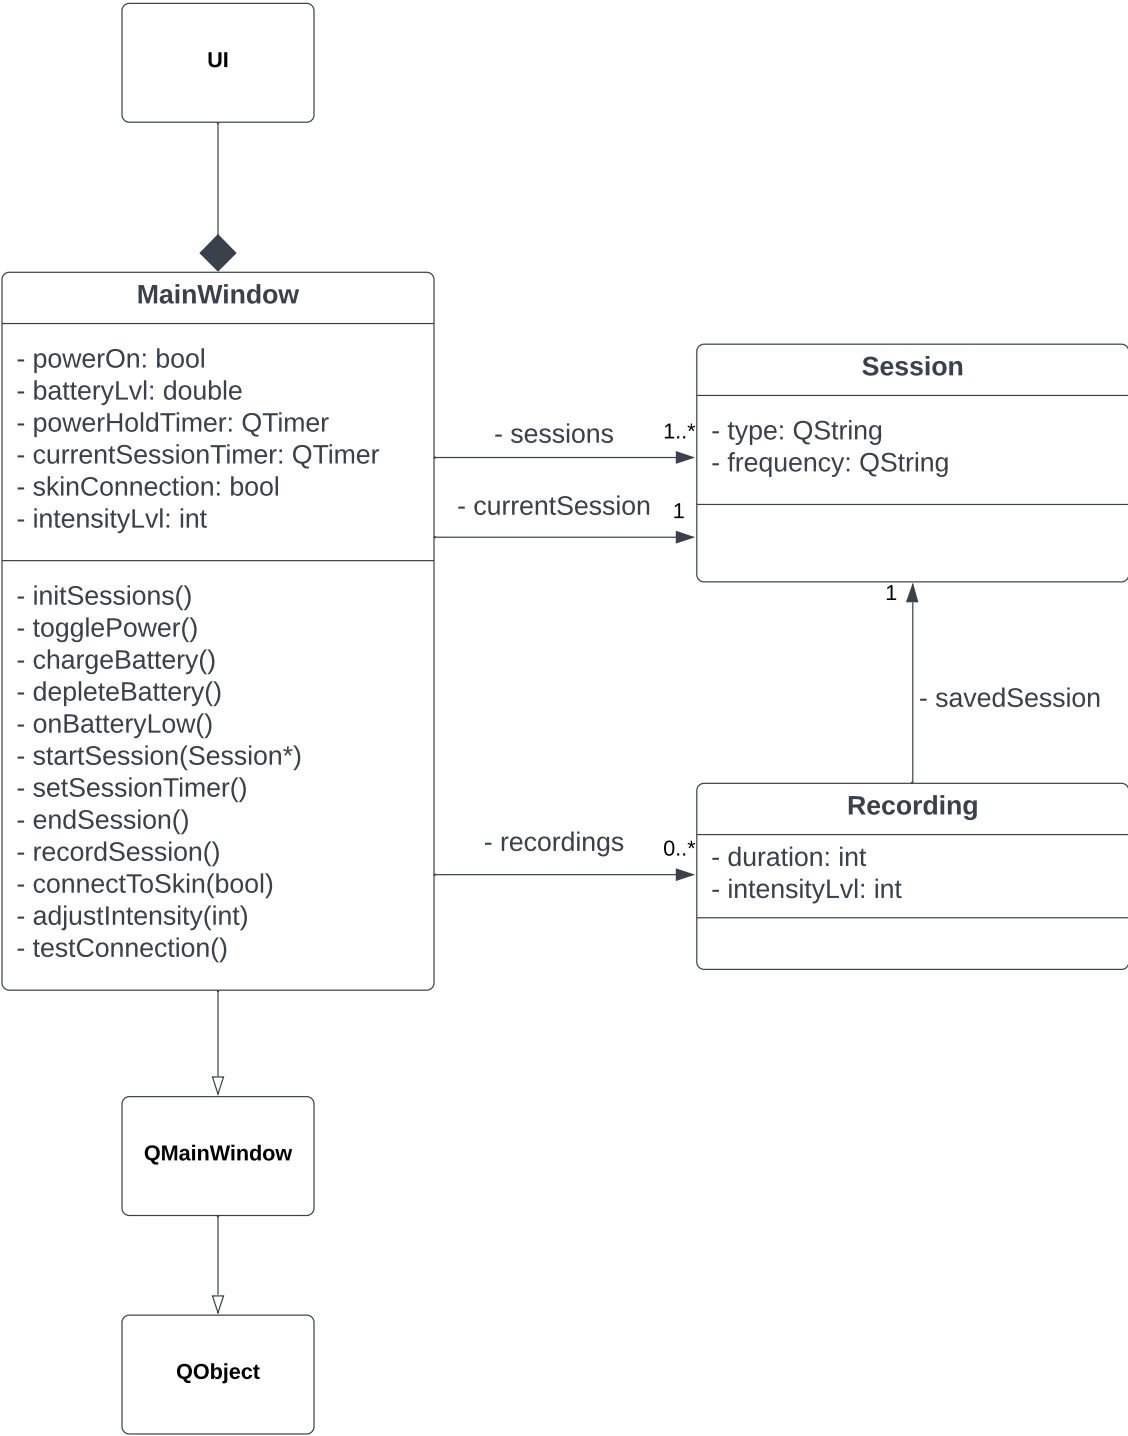 UI
MainWindow
- powerOn: bool
- batteryLvl: double
- powerHoldTimer: QTimer
- currentSessionTimer: QTimer
- skinConnection: bool
- intensityLvl: int
- initSessions()
- togglePower()
- chargeBattery()
- depleteBattery()
- onBatteryLow()
- startSession(Session*)
- setSessionTimer()
- endSession()
- recordSession()
- connectToSkin(bool)
- adjustIntensity(int)
- testConnection()
- sessions
1..*
- currentSession
1
Session
- type: QString
- frequency: QString
1
- savedSession
- recordings
0..*
Recording
- duration: int
- intensityLvl: int
QMainWindow
QObject